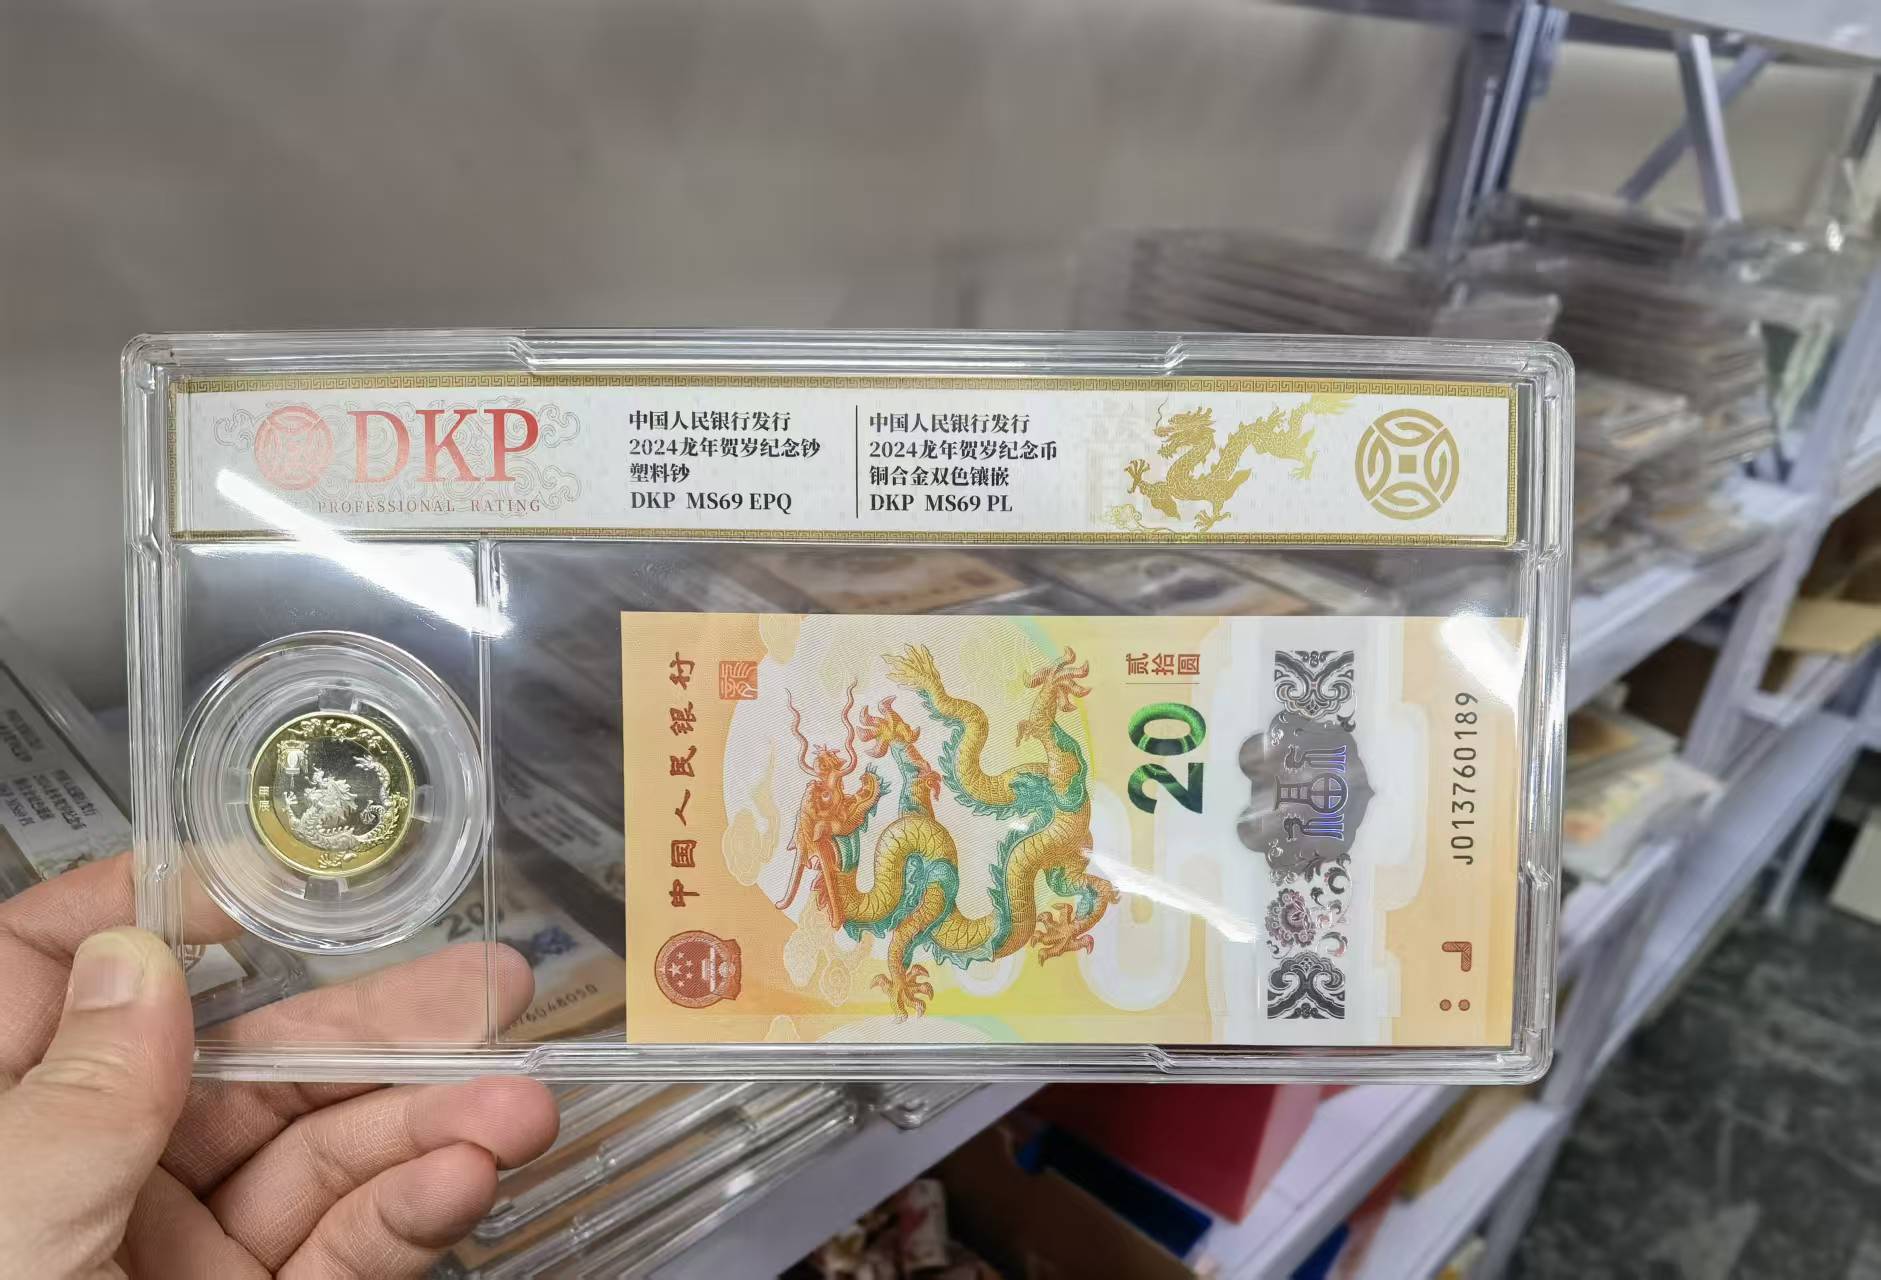 DKP
PROFESSIONAL RATING
中国人民银行发行
2024龙年贺岁纪念钞
塑料钞
DKP MS69 EPQ
中国人民银行发行
2024龙年贺岁纪念币
铜合金双色镶嵌
DKP MS69 PL
中国人民银行
贰拾圆
20
J013760189